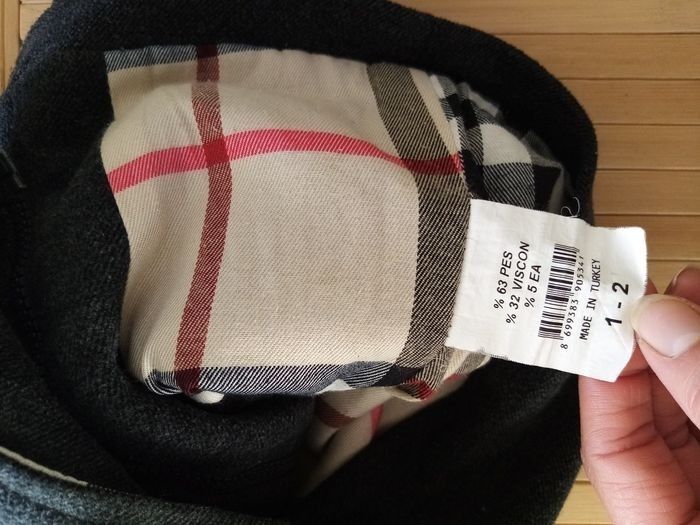 % 63 PES
% 32 VISCON
% 5 EA
8 699383 905347
MADE IN TURKEY
1 - 2